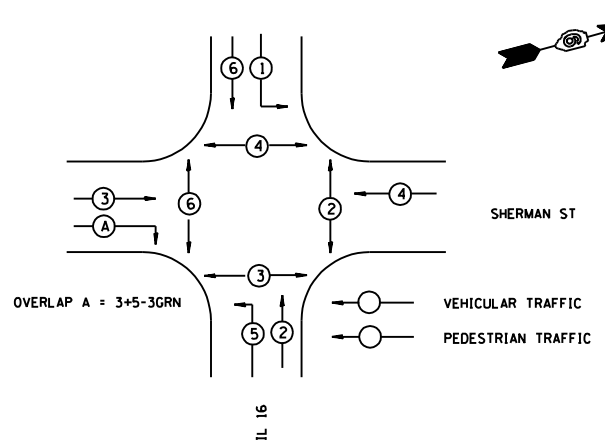 6 1
4
3 6 2 4
A
SHERMAN ST
3
OVERLAP A = 3+5-3GRN
VEHICULAR TRAFFIC
5 2
PEDESTRIAN TRAFFIC
IL 16